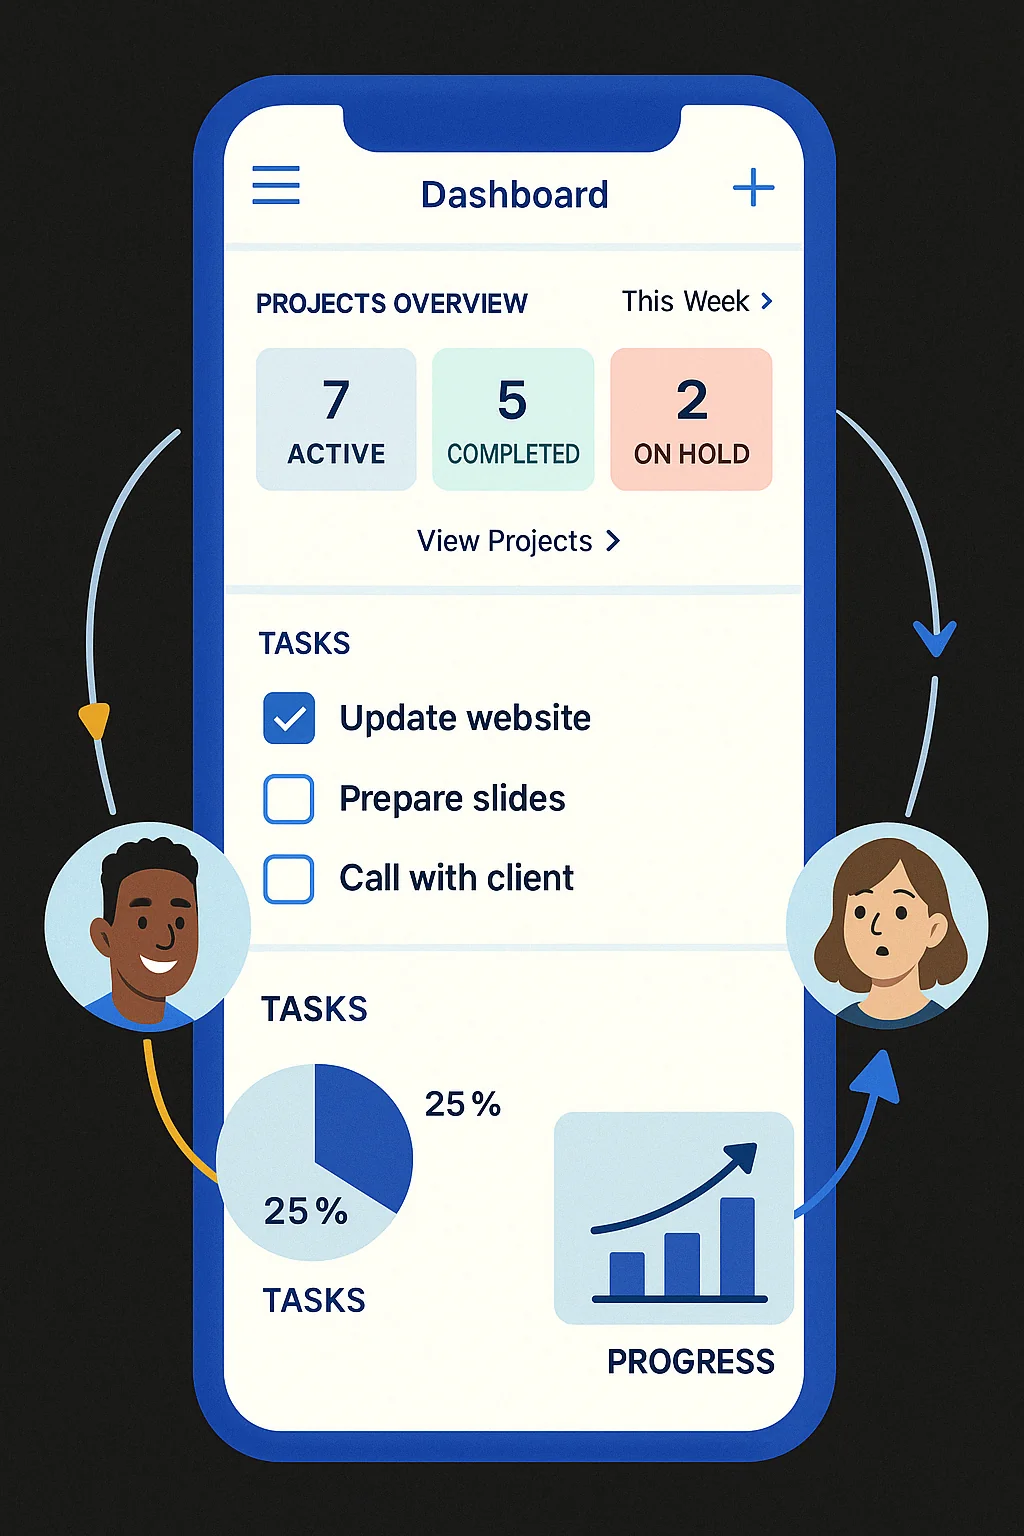 Dashboard
PROJECTS OVERVIEW
This Week
7
ACTIVE
5
COMPLETED
2
ON HOLD
View Projects
TASKS
Update website
Prepare slides
Call with client
TASKS
25%
25%
TASKS
PROGRESS